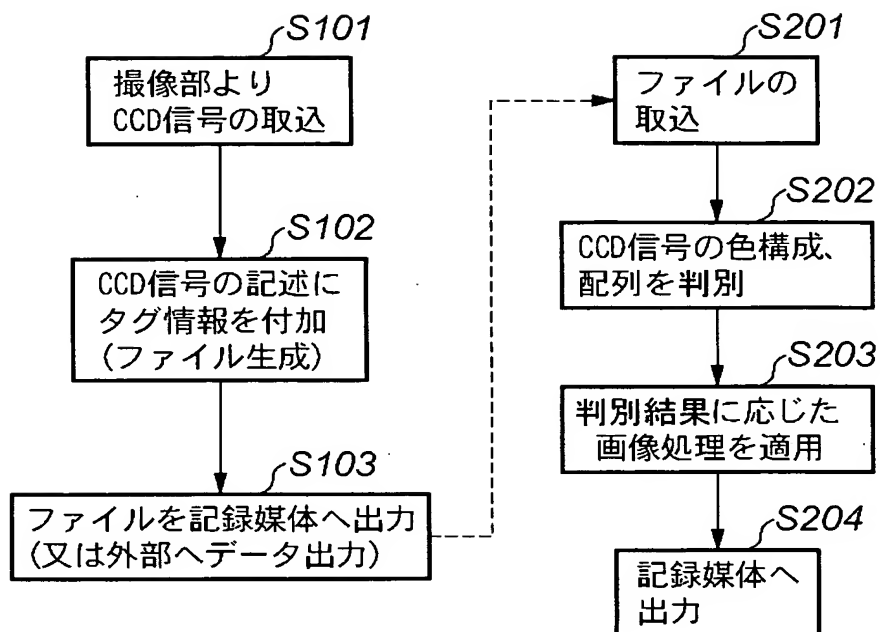 S101
撮像部より
CCD信号の取込
S102
CCD信号の記述に
タグ情報を付加
(ファイル生成)
S103
ファイルを記録媒体へ出力
(又は外部へデータ出力)
S201
ファイルの
取込
S202
CCD信号の色構成、
配列を判別
S203
判別結果に応じた
画像処理を適用
S204
記録媒体へ
出力